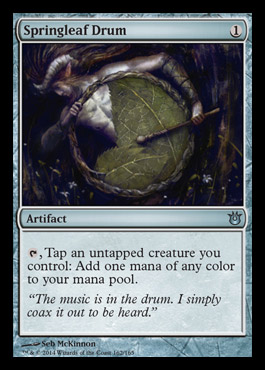 Springleaf Drum 1
Artifact
, Tap an untapped creature you
control: Add one mana of any color
to your mana pool.
“The music is in the drum. I simply
coax it out to be heard.”
Seb McKinnon
™ & © 2014 Wizards of the Coast 162/165